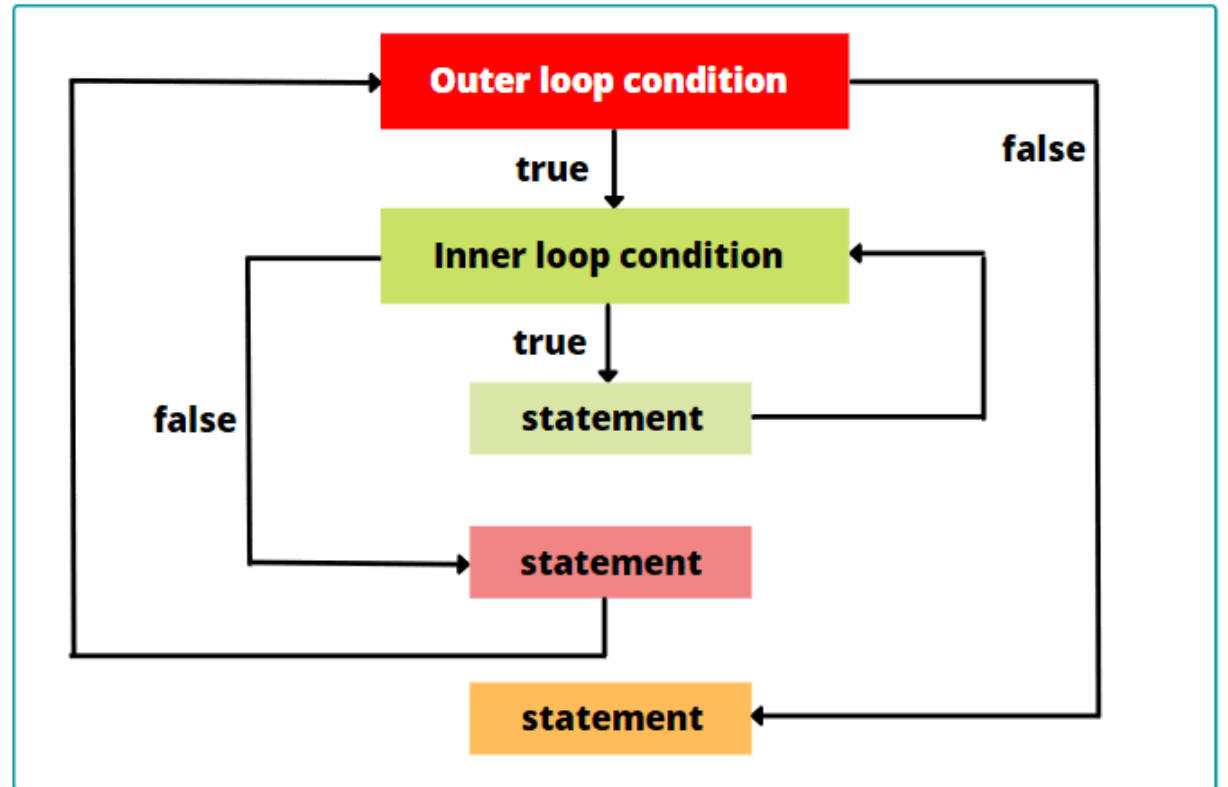 Outer loop condition
true
false
Inner loop condition
true
false
statement
statement
statement